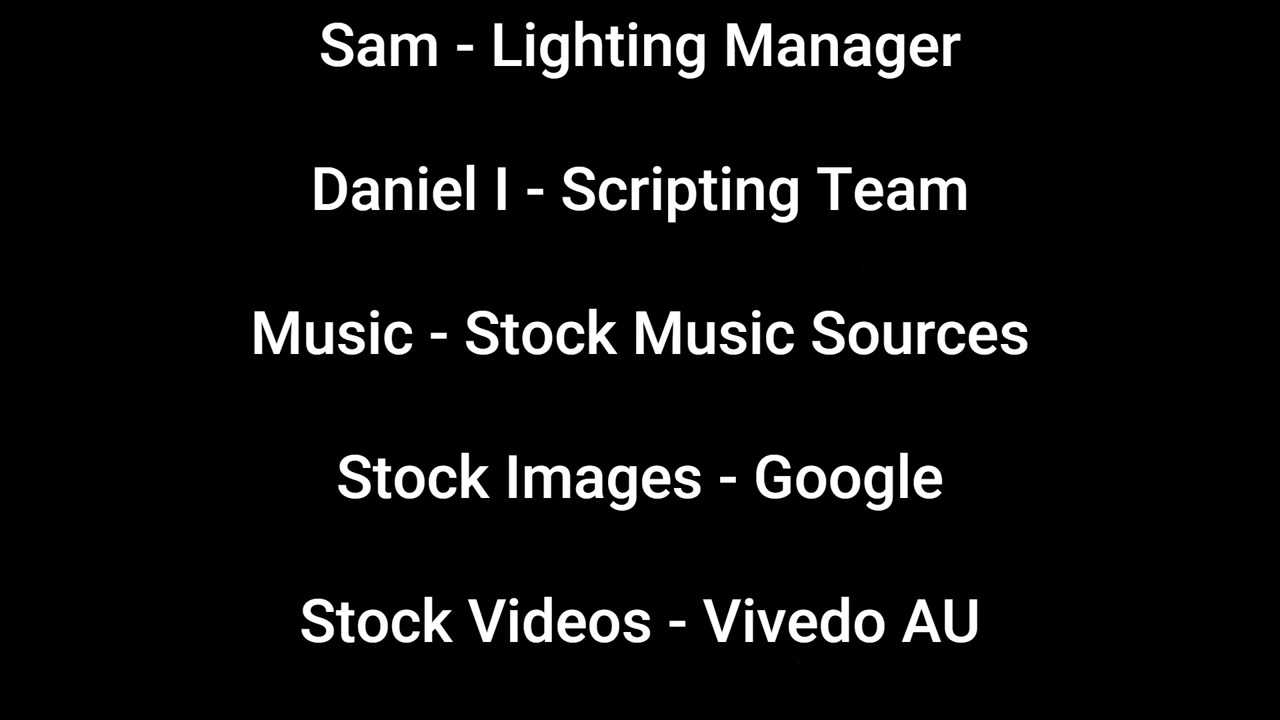 Sam - Lighting Manager
Daniel I - Scripting Team
Music - Stock Music Sources
Stock Images - Google
Stock Videos - Vivedo AU